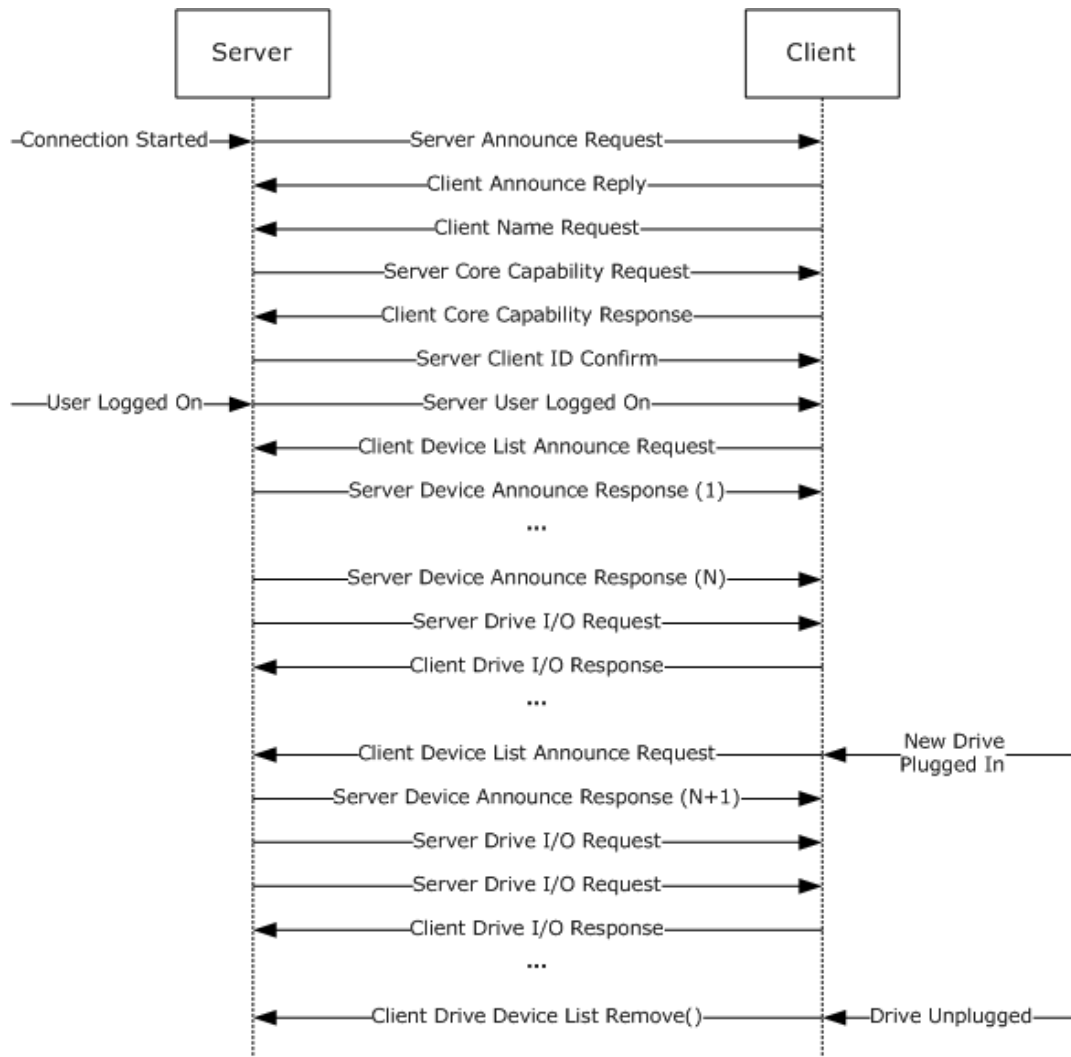 Server
Client
Connection Started
Server Announce Request
Client Announce Reply
Client Name Request
Server Core Capability Request
Client Core Capability Response
Server Client ID Confirm
User Logged On
Server User Logged On
Client Device List Announce Request
Server Device Announce Response (1)
...
Server Device Announce Response (N)
Server Drive I/O Request
Client Drive I/O Response
...
Client Device List Announce Request
New Drive
Plugged In
Server Device Announce Response (N+1)
Server Drive I/O Request
Server Drive I/O Request
Client Drive I/O Response
...
Client Drive Device List Remove()
Drive Unplugged